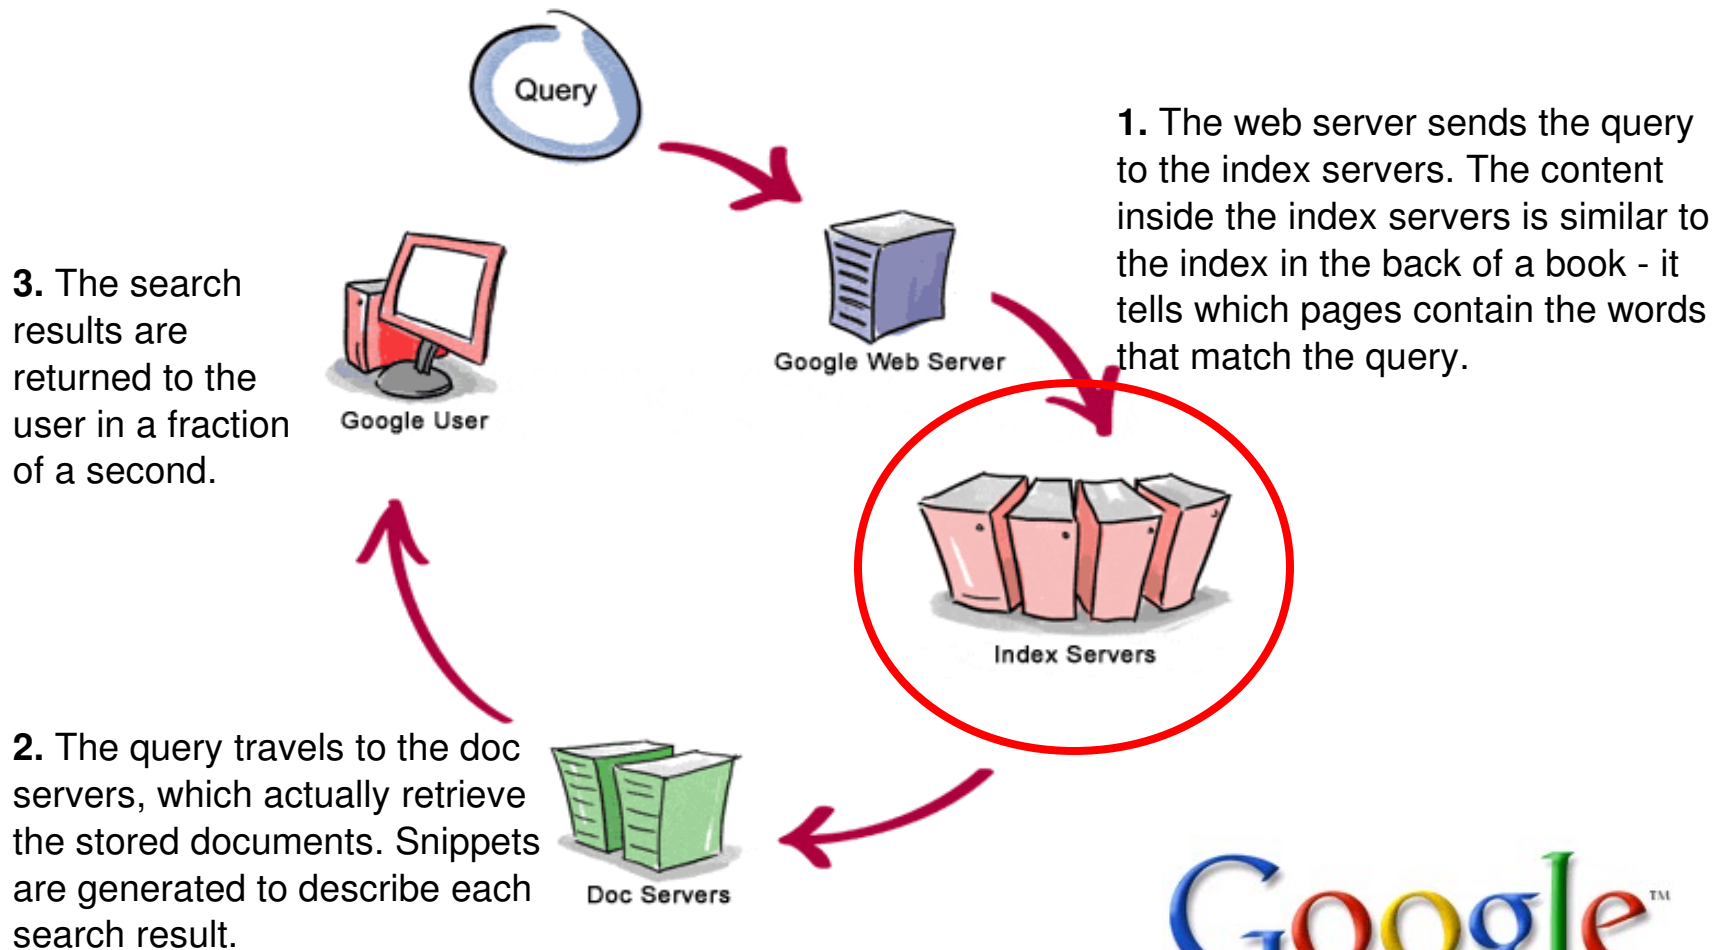 Query
1. The web server sends the query
to the index servers. The content
inside the index servers is similar to
the index in the back of a book - it
tells which pages contain the words
that match the query.
Google Web Server
3. The search
results are
returned to the
user in a fraction
of a second.
Google User
Index Servers
2. The query travels to the doc
servers, which actually retrieve
the stored documents. Snippets
are generated to describe each
search result.
Doc Servers
Google™